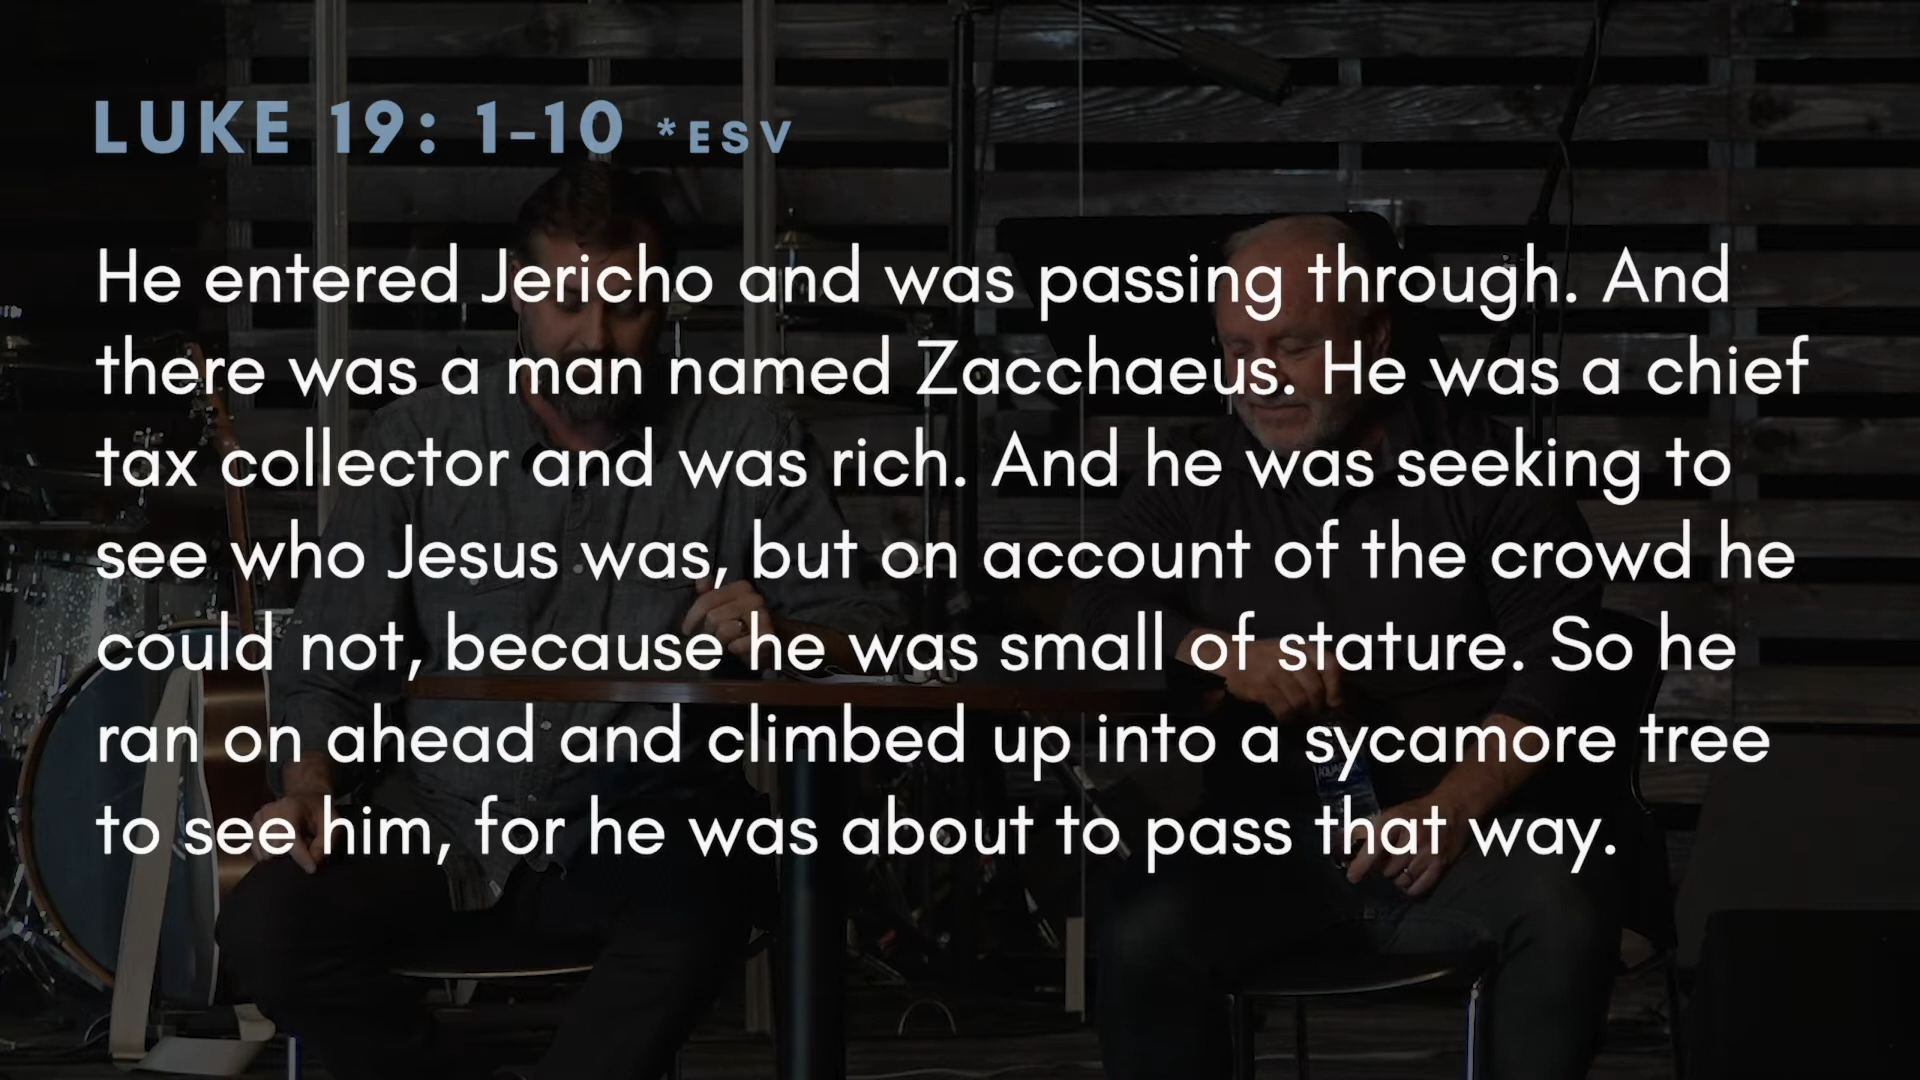 LUKE 19: 1-10 *ESV
He entered Jericho and was passing through. And
there was a man named Zacchaeus. He was a chief
tax collector and was rich. And he was seeking to
see who Jesus was, but on account of the crowd he
could not, because he was small of stature. So he
ran on ahead and climbed up into a sycamore tree
to see him, for he was about to pass that way.